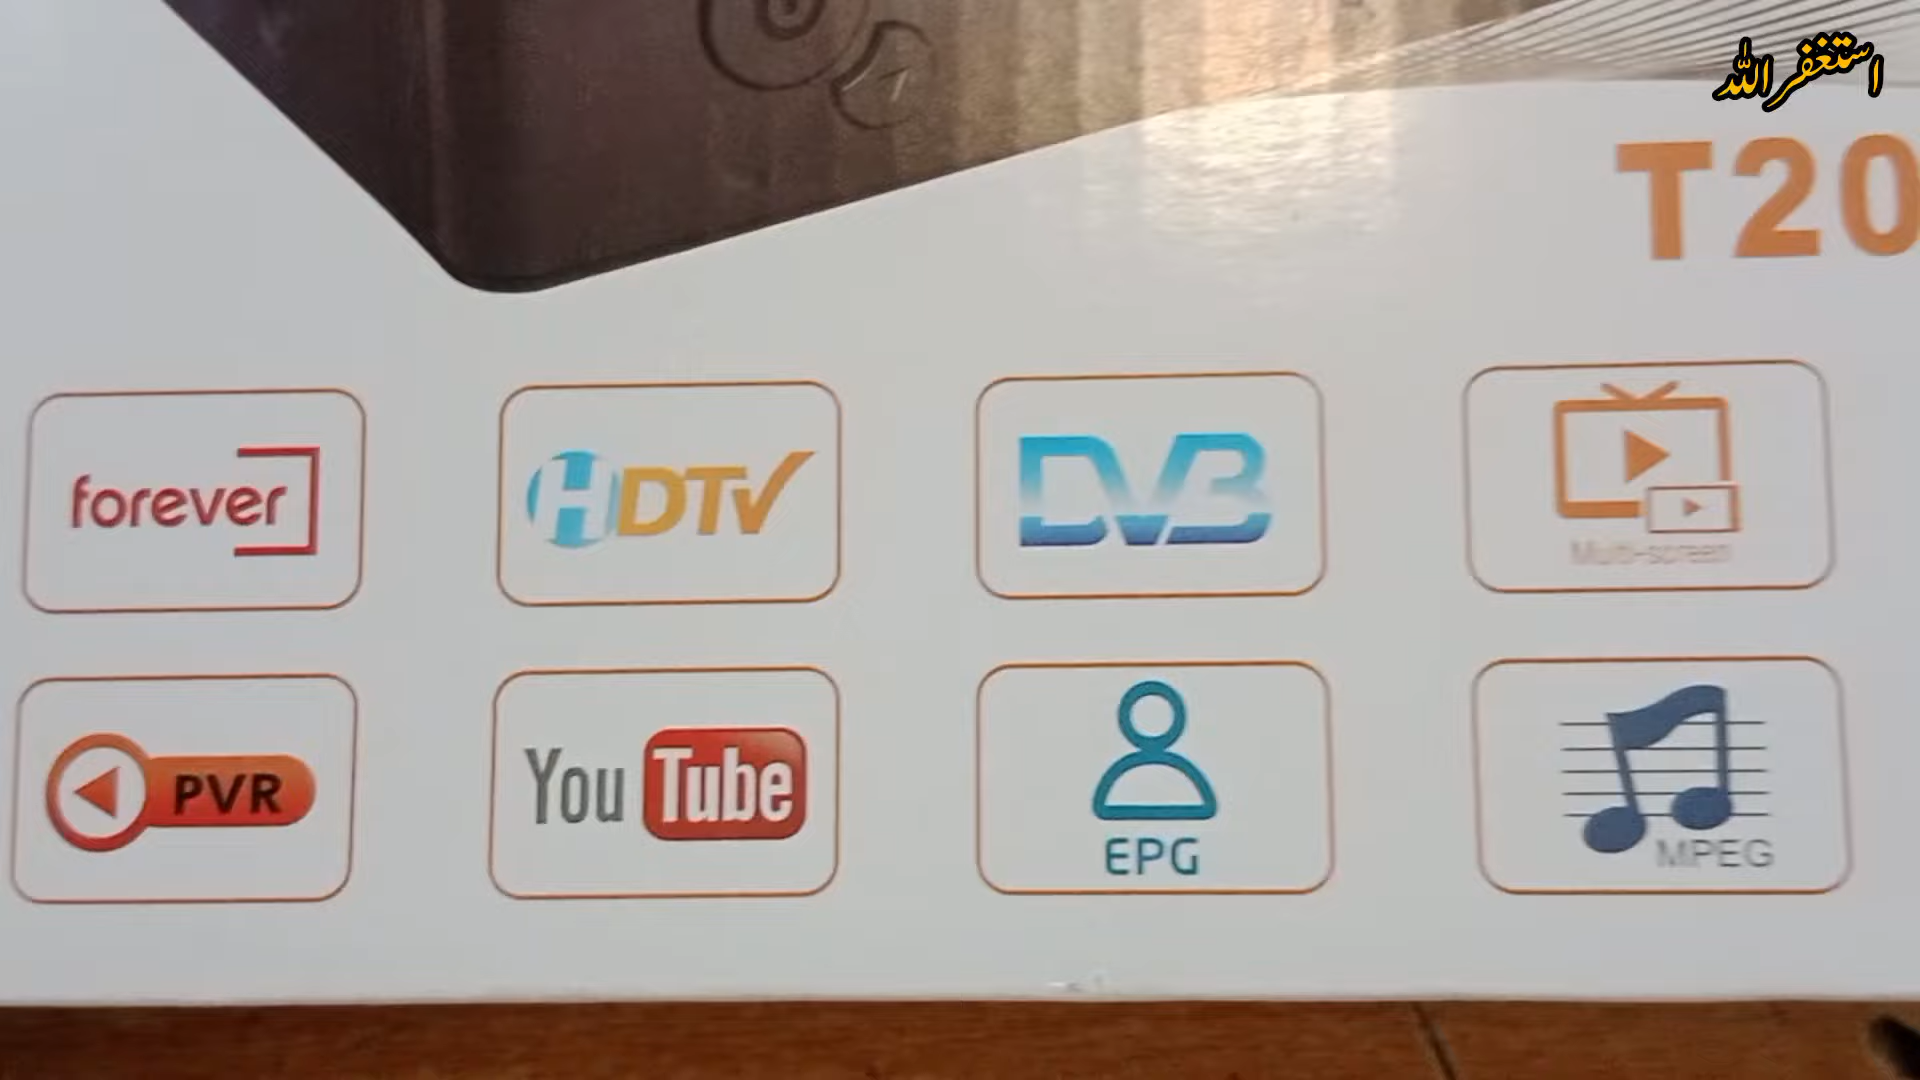 استغفر الله
T20
forever
HDTV
DVB
Multi-screen
PVR
YouTube
EPG
MPEG